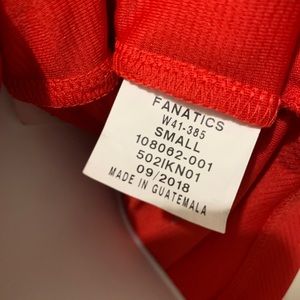 FANATICS
W41-385
SMALL
108062-001
502IKN01
09/2018
MADE IN GUATEMALA